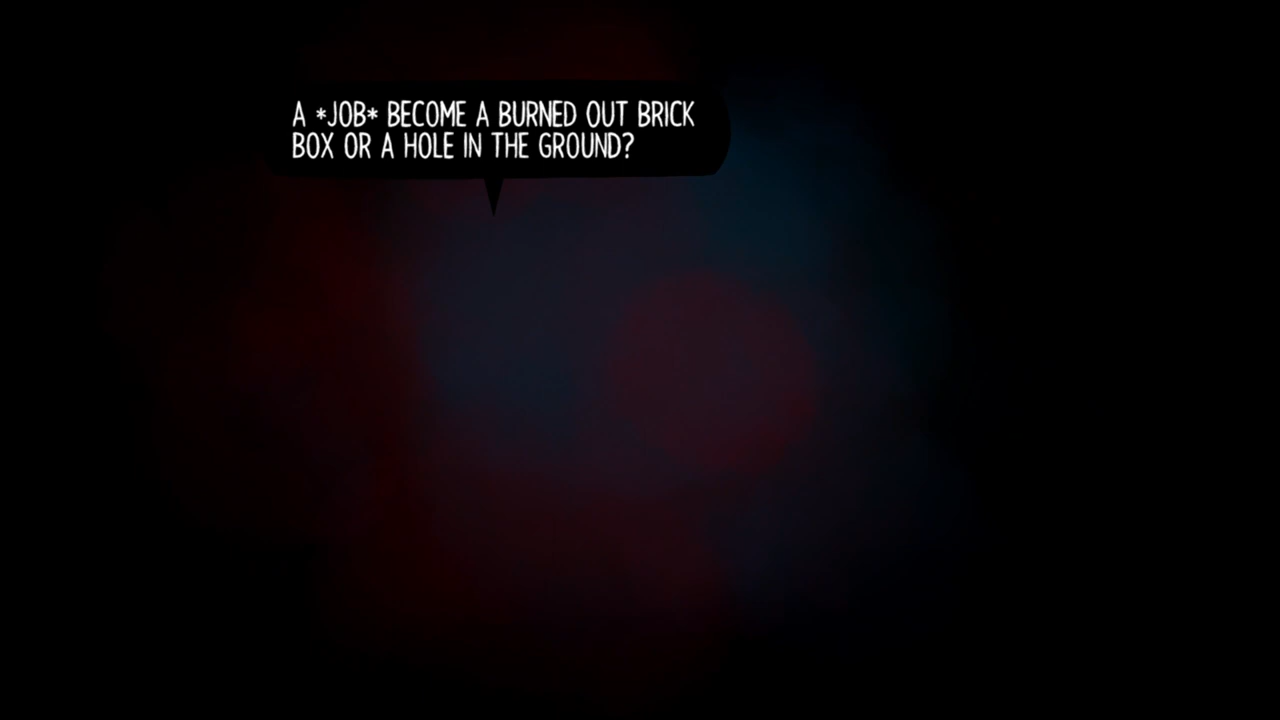 A *JOB* BECOME A BURNED OUT BRICK
BOX OR A HOLE IN THE GROUND?